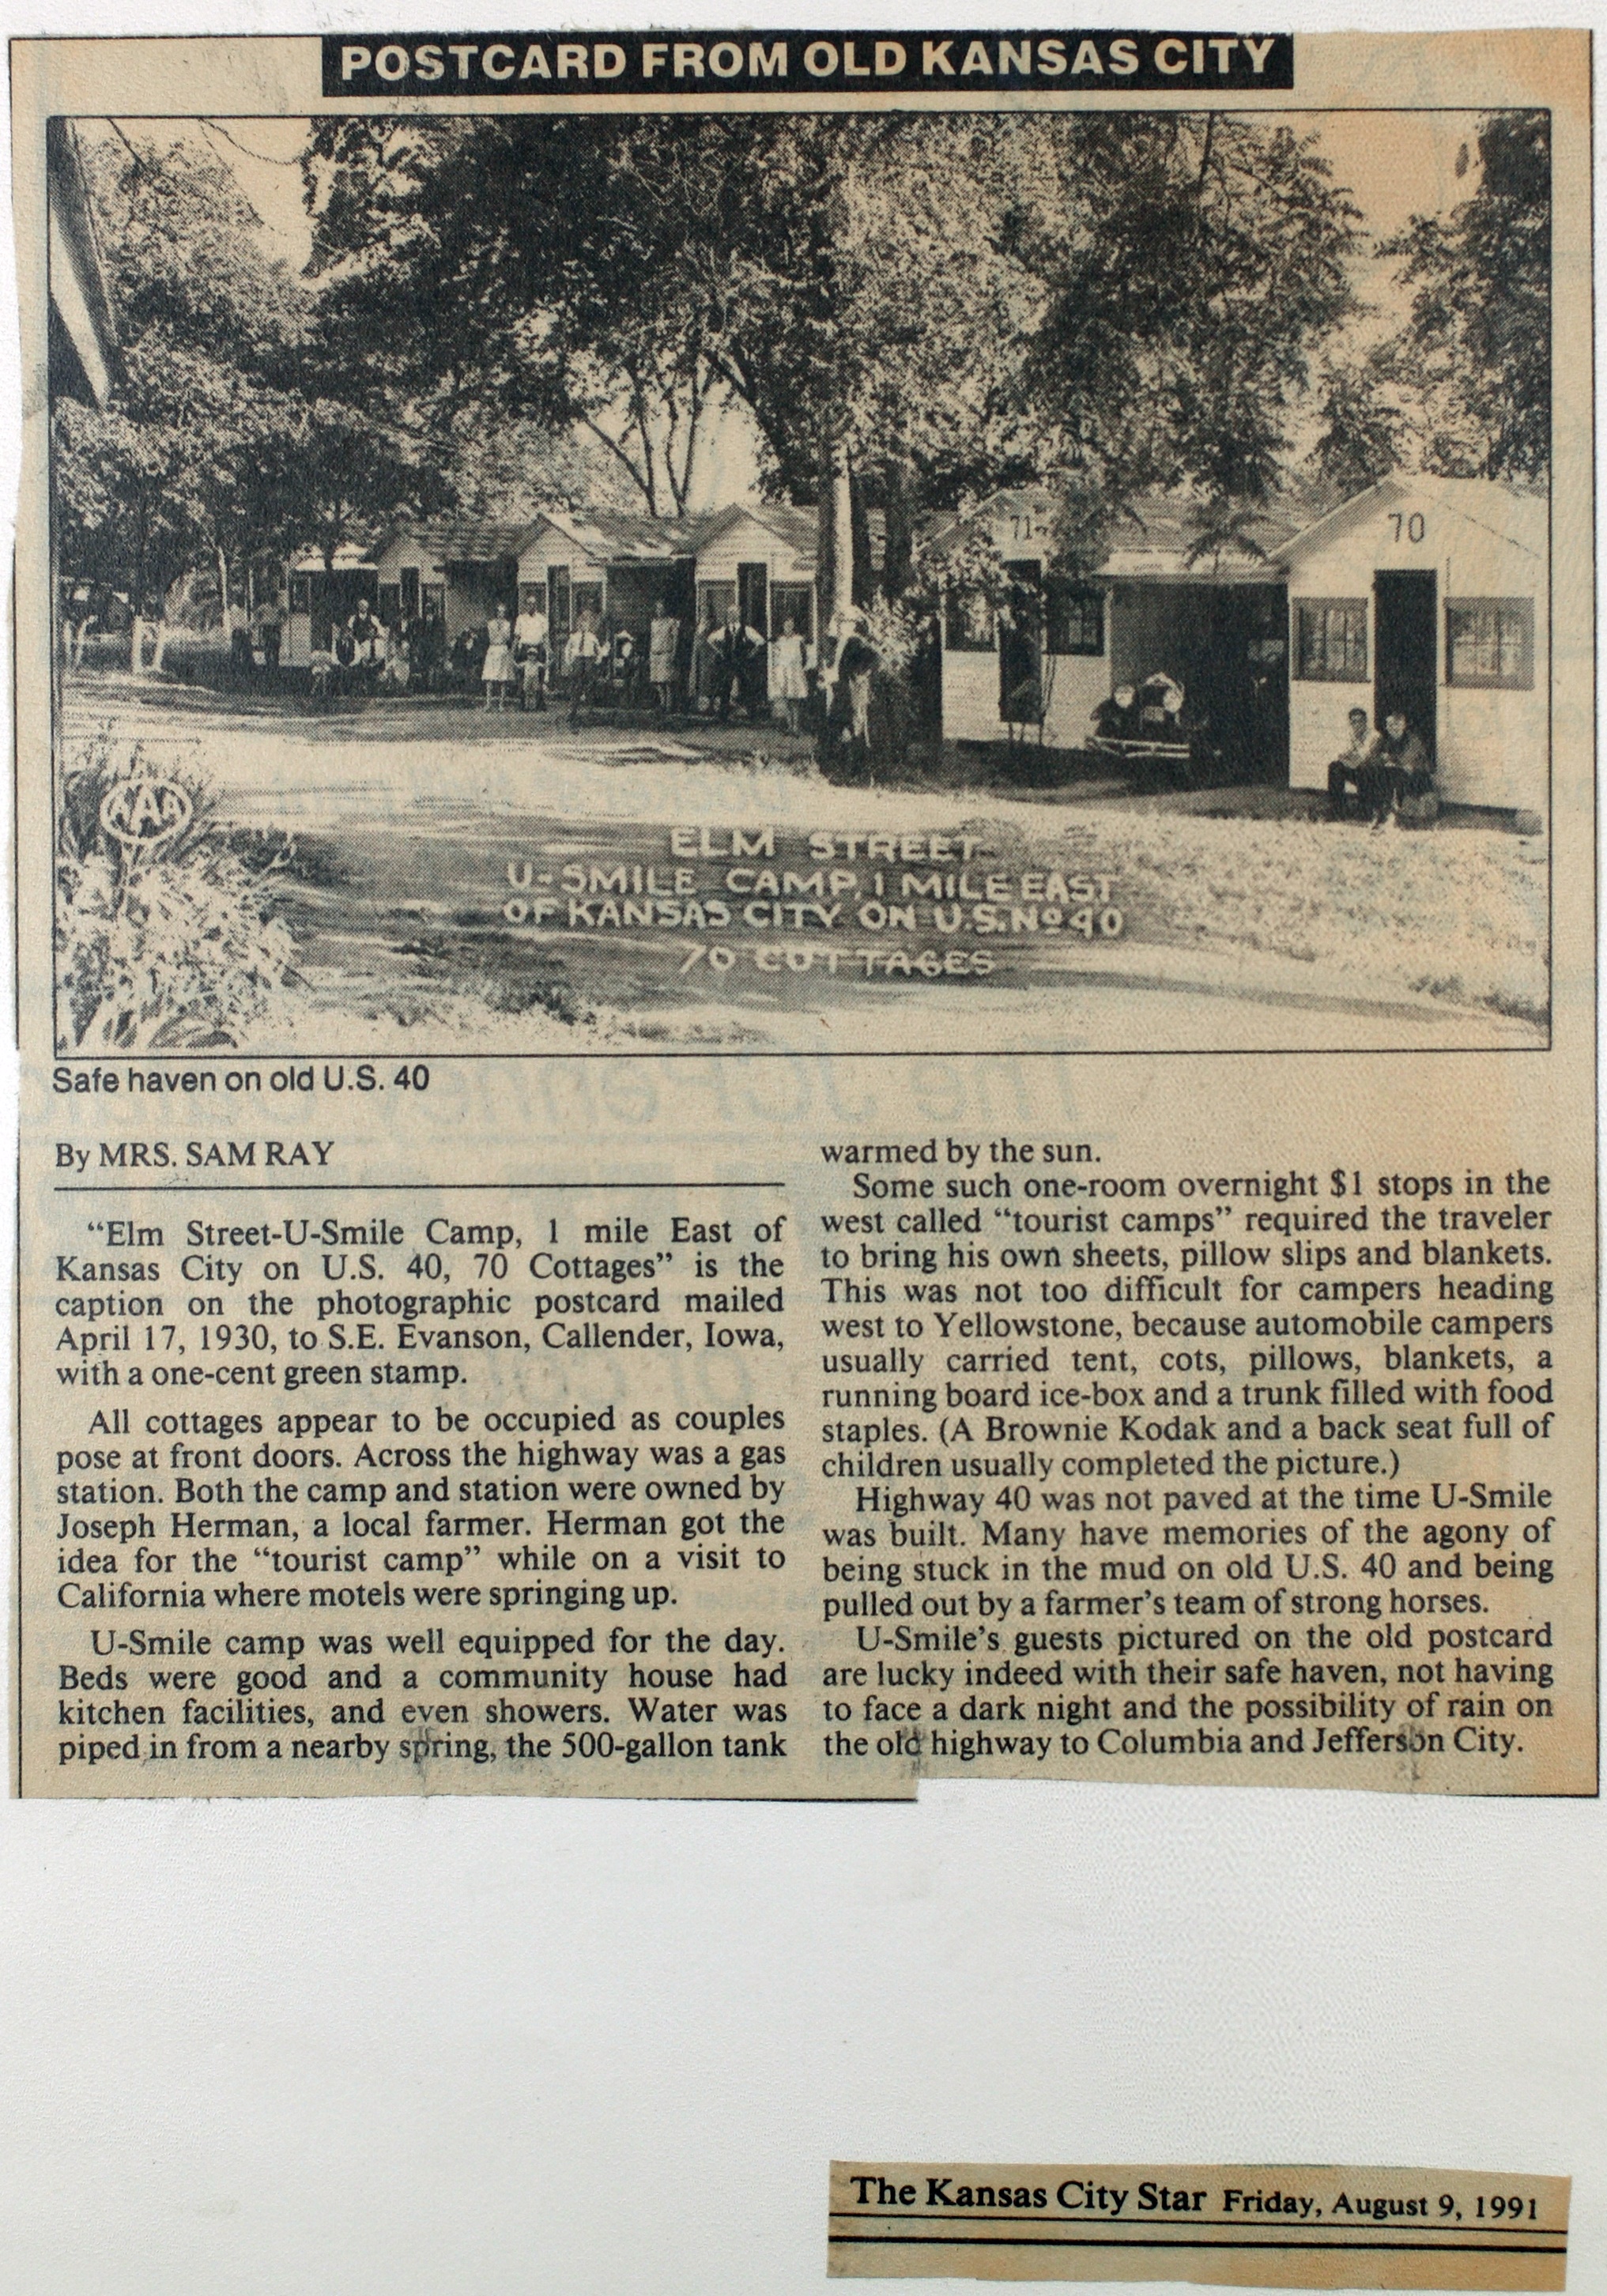 POSTCARD FROM OLD KANSAS CITY
71
70
AAA
ELM STREET
U-SMILE CAMP, 1 MILE EAST
OF KANSAS CITY ON U.S. No 40
70 COTTAGES
Safe haven on old U.S. 40
By MRS. SAM RAY
“Elm Street-U-Smile Camp, 1 mile East of
Kansas City on U.S. 40, 70 Cottages” is the
caption on the photographic postcard mailed
April 17, 1930, to S.E. Evanson, Callender, Iowa,
with a one-cent green stamp.
All cottages appear to be occupied as couples
pose at front doors. Across the highway was a gas
station. Both the camp and station were owned by
Joseph Herman, a local farmer. Herman got the
idea for the “tourist camp” while on a visit to
California where motels were springing up.
U-Smile camp was well equipped for the day.
Beds were good and a community house had
kitchen facilities, and even showers. Water was
piped in from a nearby spring, the 500-gallon tank
warmed by the sun.
Some such one-room overnight $1 stops in the
west called “tourist camps” required the traveler
to bring his own sheets, pillow slips and blankets.
This was not too difficult for campers heading
west to Yellowstone, because automobile campers
usually carried tent, cots, pillows, blankets, a
running board ice-box and a trunk filled with food
staples. (A Brownie Kodak and a back seat full of
children usually completed the picture.)
Highway 40 was not paved at the time U-Smile
was built. Many have memories of the agony of
being stuck in the mud on old U.S. 40 and being
pulled out by a farmer’s team of strong horses.
U-Smile’s guests pictured on the old postcard
are lucky indeed with their safe haven, not having
to face a dark night and the possibility of rain on
the old highway to Columbia and Jefferson City.
The Kansas City Star Friday, August 9, 1991